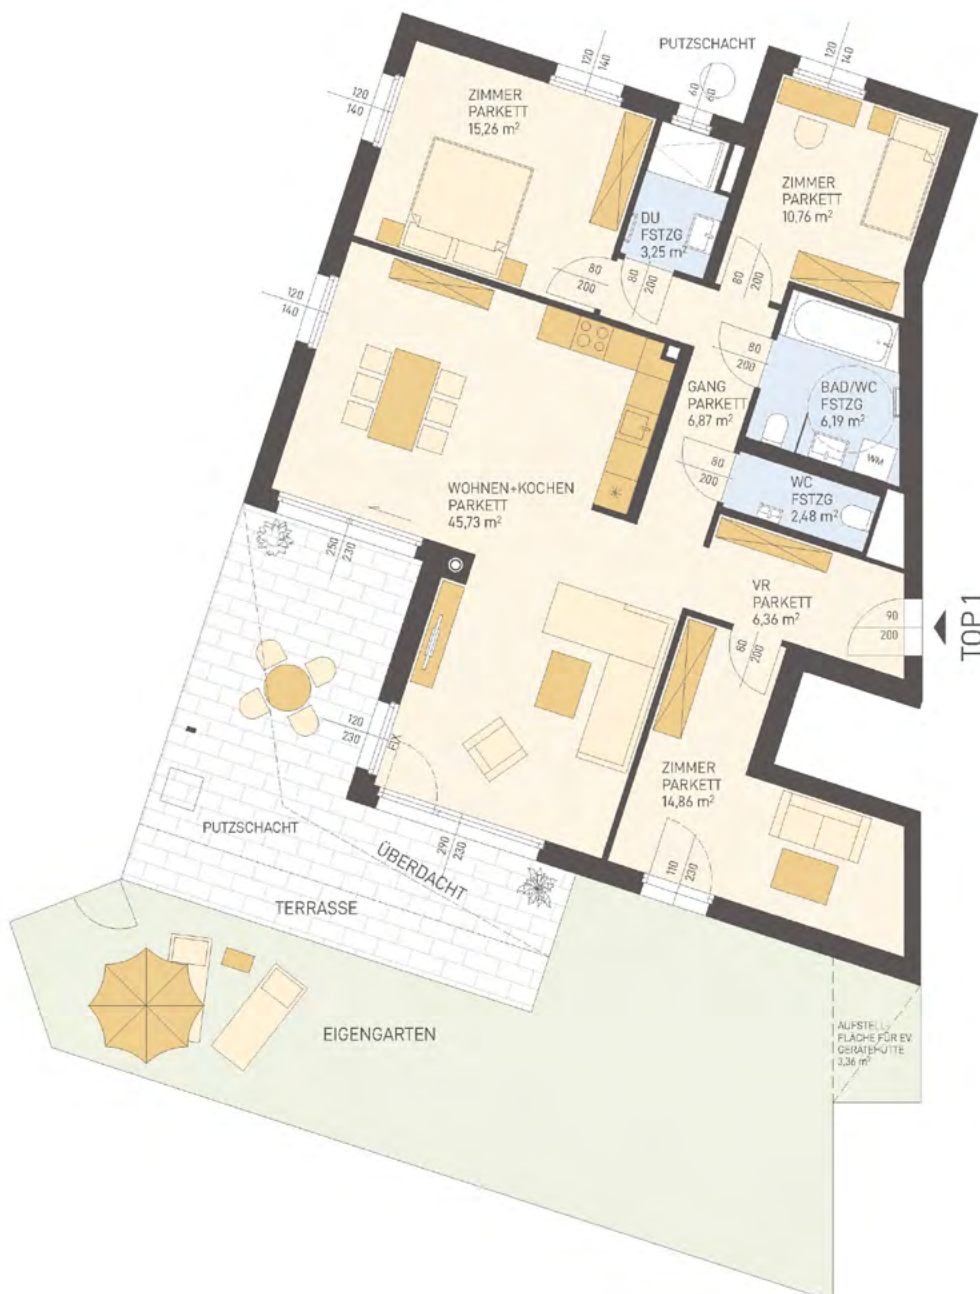 PUTZSCHACHT
120
140
60
60
120
140
120
140
ZIMMER
PARKETT
15,26 m²
ZIMMER
PARKETT
10,76 m²
DU
FSTZG
3,25 m²
80
200
80
200
80
200
120
140
80
200
GANG
PARKETT
6,87 m²
BAD/WC
FSTZG
6,19 m²
WM
80
200
WC
FSTZG
2,48 m²
WOHNEN+KOCHEN
PARKETT
45,73 m²
250
230
VR
PARKETT
6,36 m²
90
200
TOP 1
80
200
120
230
FIX
ZIMMER
PARKETT
14,86 m²
PUTZSCHACHT
ÜBERDACHT
290
230
110
230
TERRASSE
EIGENGARTEN
AUFSTELL-
FLÄCHE FÜR EV.
GERÄTEHÜTTE
3,36 m²